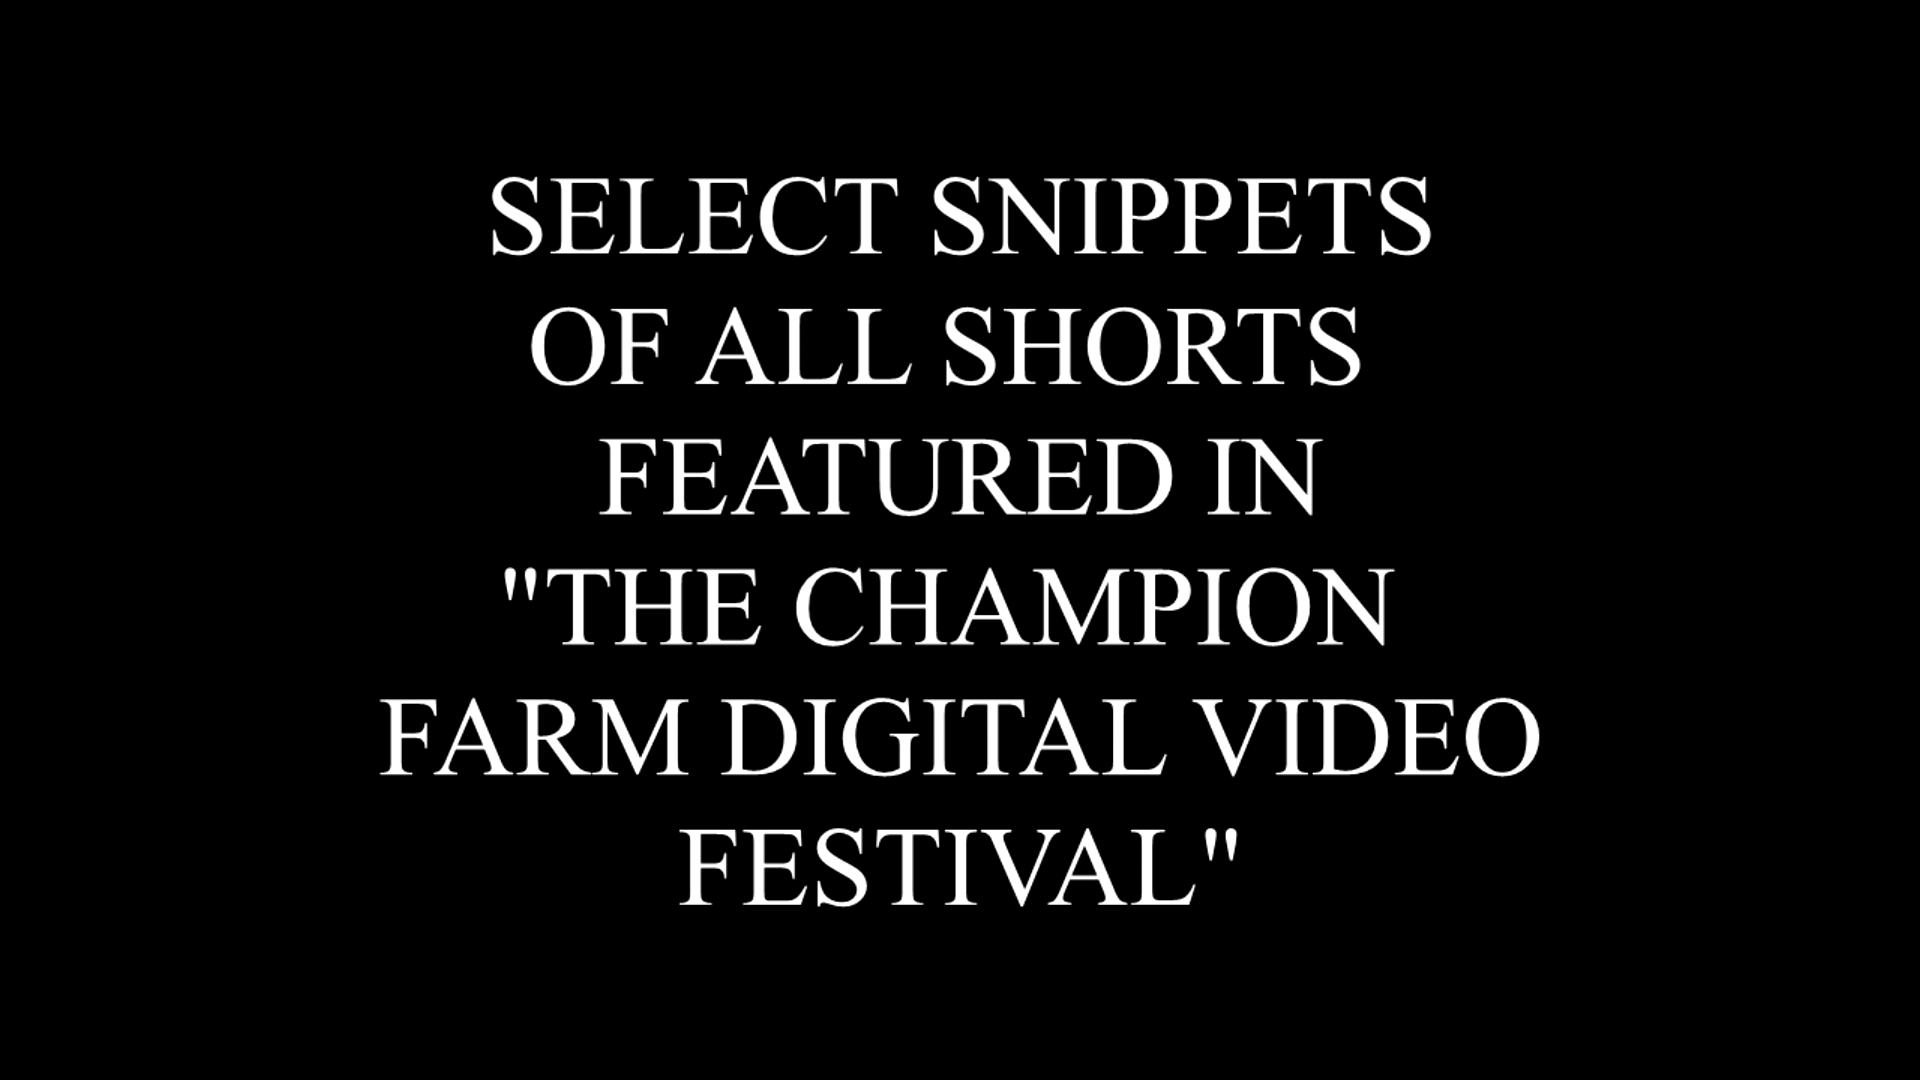 SELECT SNIPPETS
OF ALL SHORTS
FEATURED IN
"THE CHAMPION
FARM DIGITAL VIDEO
FESTIVAL"